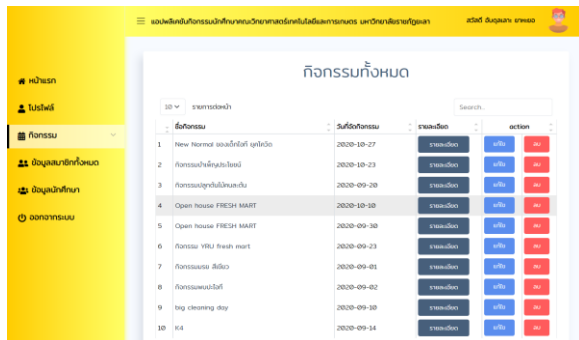 แอปพลิเคชันกิจกรรมนักศึกษาคณะวิทยาศาสตร์เทคโนโลยีและการเกษตร มหาวิทยาลัยราชภัฏยะลา
สวัสดี อับดุลเลาะ ยาหะยอ
หน้าแรก
โปรไฟล์
กิจกรรม
ข้อมูลสมาชิกทั้งหมด
ข้อมูลนักศึกษา
ออกจากระบบ
กิจกรรมทั้งหมด
10 รายการต่อหน้า
Search..
ชื่อกิจกรรม วันที่จัดกิจกรรม รายละเอียด action
1 New Normal ของเด็กไอที ยุคโควิด 2020-10-27 รายละเอียด แก้ไข ลบ
2 กิจกรรมบำเพ็ญประโยชน์ 2020-10-23 รายละเอียด แก้ไข ลบ
3 กิจกรรมปลูกต้นไม้คนละต้น 2020-09-20 รายละเอียด แก้ไข ลบ
4 Open house FRESH MART 2020-10-10 รายละเอียด แก้ไข ลบ
5 Open house FRESH MART 2020-09-30 รายละเอียด แก้ไข ลบ
6 กิจกรรม YRU fresh mart 2020-09-23 รายละเอียด แก้ไข ลบ
7 กิจกรรมมรย สีเขียว 2020-09-01 รายละเอียด แก้ไข ลบ
8 กิจกรรมพบปะไอที 2020-09-02 รายละเอียด แก้ไข ลบ
9 big cleaning day 2020-09-10 รายละเอียด แก้ไข ลบ
10 K4 2020-09-14 รายละเอียด แก้ไข ลบ